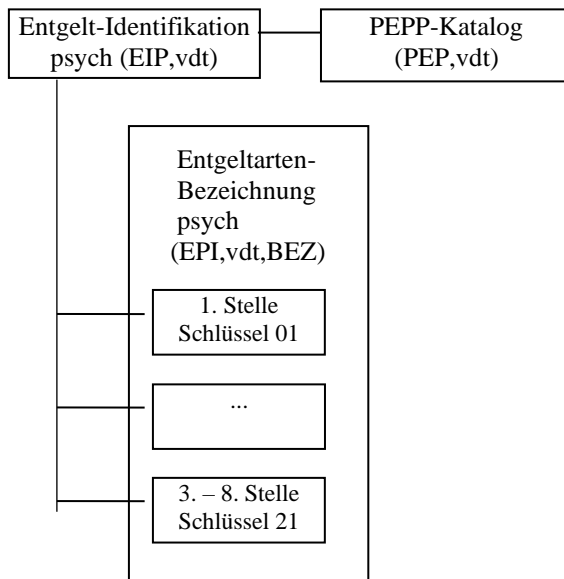 Entgelt-Identifikation
psych (EIP,vdt)
PEPP-Katalog
(PEP,vdt)
Entgeltarten-
Bezeichnung
psych
(EPI,vdt,BEZ)
1. Stelle
Schlüssel 01
...
3. – 8. Stelle
Schlüssel 21